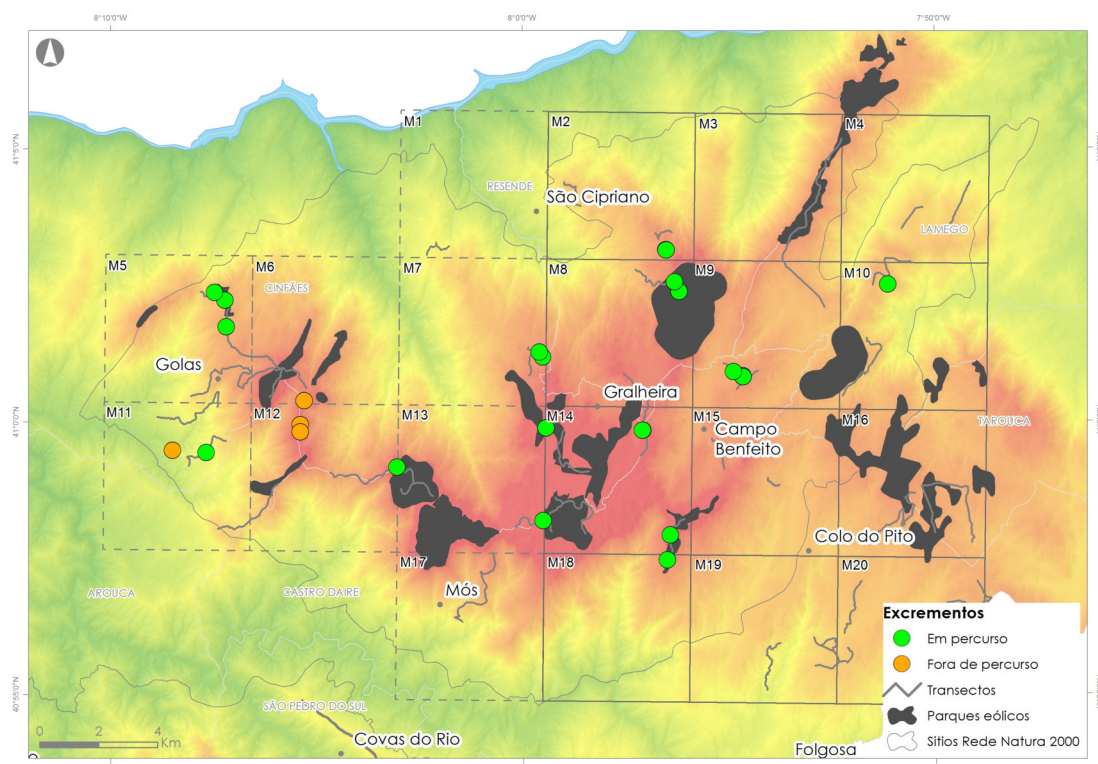 8°10'0"W
8°0'0"W
7°50'0"W
M1
M2
M3
M4
41°5'0"N
RESENDE
São Cipriano
LAMEGO
M5
M6
M7
M8
M9
M10
CINFÃES
Golas
Gralheira
M11
M12
M13
M14
M15
M16
41°0'0"N
Campo
Benfeito
TAROUCA
Colo do Pito
M17
M18
M19
M20
Mós
AROUCA
CASTRO DAIRE
40°55'0"N
SÃO PEDRO DO SUL
Covas do Rio
Folgosa
0
2
4
Km
Excrementos
Em percurso
Fora de percurso
Transectos
Parques eólicos
Sitios Rede Natura 2000